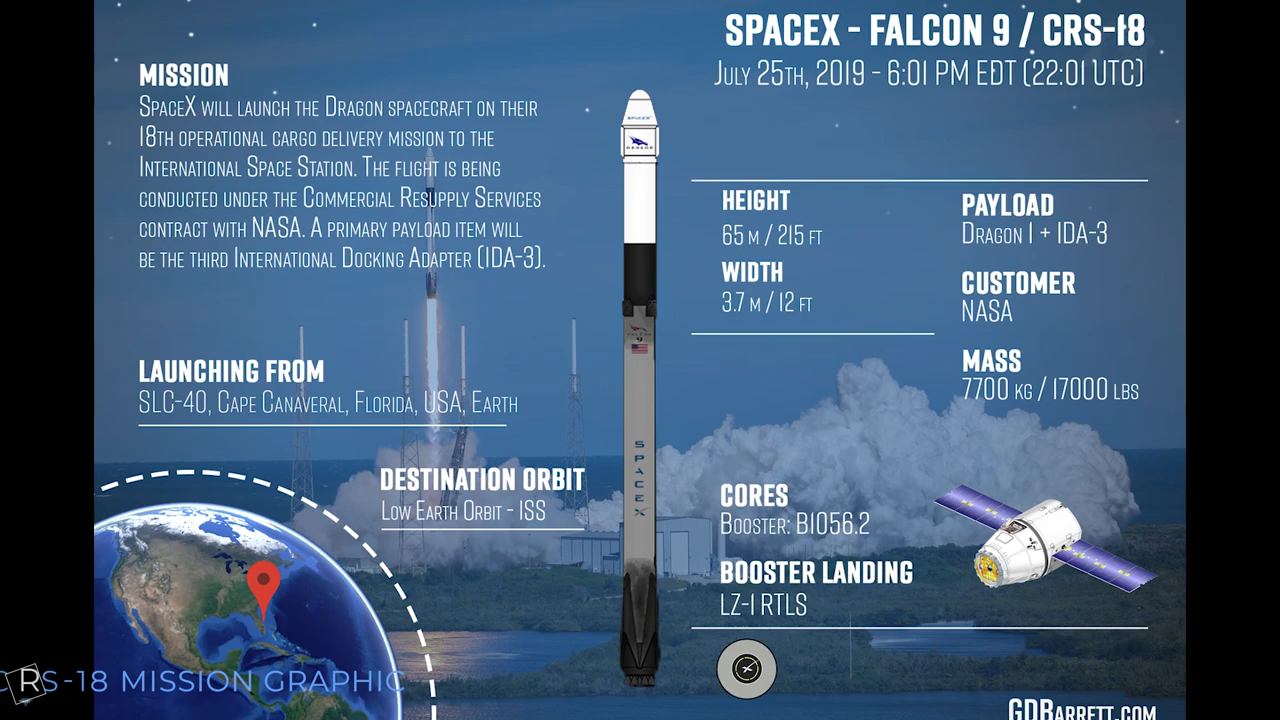 SPACEX - FALCON 9 / CRS-18
July 25th, 2019 - 6:01 PM EDT (22:01 UTC)
MISSION
SpaceX will launch the Dragon spacecraft on their
18th operational cargo delivery mission to the
International Space Station. The flight is being
conducted under the Commercial Resupply Services
contract with NASA. A primary payload item will
be the third International Docking Adapter (IDA-3).
LAUNCHING FROM
SLC-40, Cape Canaveral, Florida, USA, Earth
DESTINATION ORBIT
Low Earth Orbit - ISS
SPACEX
DRAGON
FALCON
9
SPACEX
HEIGHT
65 m / 215 ft
WIDTH
3.7 m / 12 ft
PAYLOAD
Dragon 1 + IDA-3
CUSTOMER
NASA
MASS
7700 kg / 17000 lbs
CORES
Booster: B1056.2
BOOSTER LANDING
LZ-1 RTLS
CRS-18 MISSION GRAPHIC
GDBarrett.com